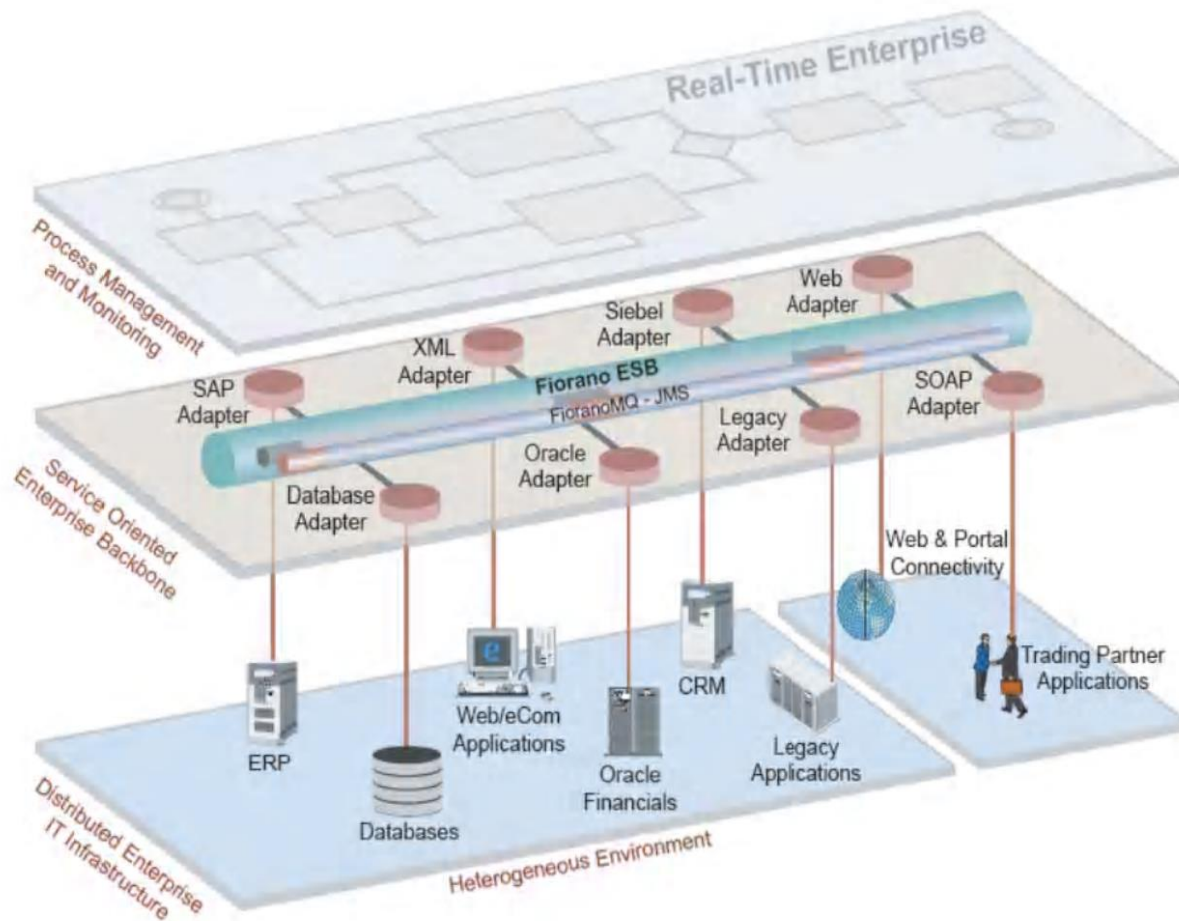 Real-Time Enterprise
Process Management
and Monitoring
Web
Adapter
Siebel
Adapter
XML
Adapter
SAP
Adapter
Fiorano ESB
FioranoMQ - JMS
SOAP
Adapter
Legacy
Adapter
Oracle
Adapter
Database
Adapter
Service Oriented
Enterprise Backbone
Web & Portal
Connectivity
Trading Partner
Applications
CRM
e
Web/eCom
Applications
ERP
Legacy
Applications
Oracle
Financials
Databases
Distributed Enterprise
IT Infrastructure
Heterogeneous Environment